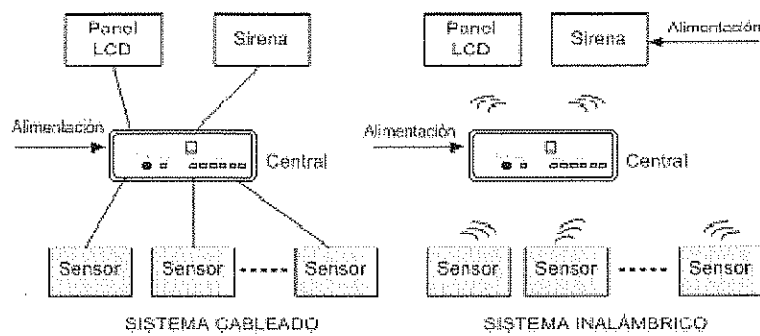 Panel
LCD
Sirena
Alimentación
Central
Sensor
Sensor
Sensor
SISTEMA CABLEADO
Panel
LCD
Sirena
Alimentación
Alimentación
Central
Sensor
Sensor
Sensor
SISTEMA INALÁMBRICO